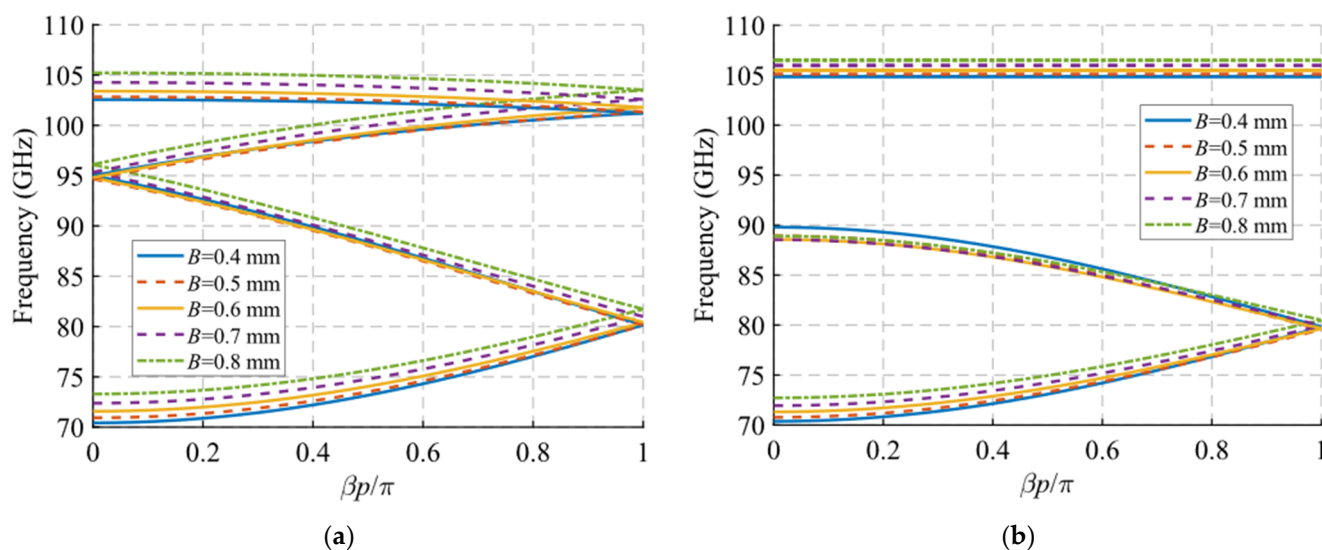 110
105
100
95
90
85
80
75
70
Frequency (GHz)
B=0.4 mm
B=0.5 mm
B=0.6 mm
B=0.7 mm
B=0.8 mm
0 0.2 0.4 0.6 0.8 1
βp/π
(a)
110
105
100
95
90
85
80
75
70
Frequency (GHz)
B=0.4 mm
B=0.5 mm
B=0.6 mm
B=0.7 mm
B=0.8 mm
0 0.2 0.4 0.6 0.8 1
βp/π
(b)